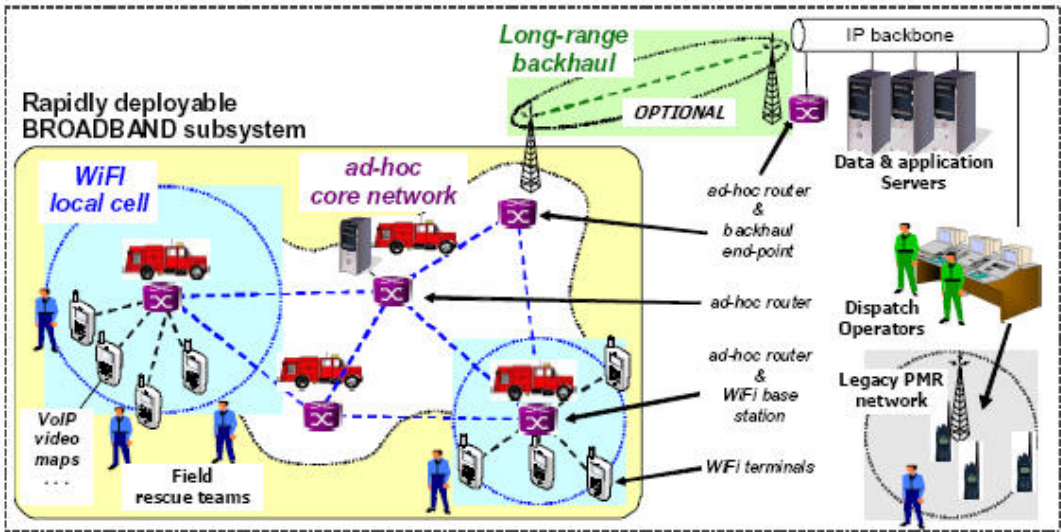 Long-range
backhaul
OPTIONAL
IP backbone
Data & application
Servers
Rapidly deployable
BROADBAND subsystem
WiFI
local cell
ad-hoc
core network
ad-hoc router
&
backhaul
end-point
ad-hoc router
Dispatch
Operators
ad-hoc router
&
WiFi base
station
Legacy PMR
network
VoIP
video
maps
. . .
Field
rescue teams
WiFi terminals